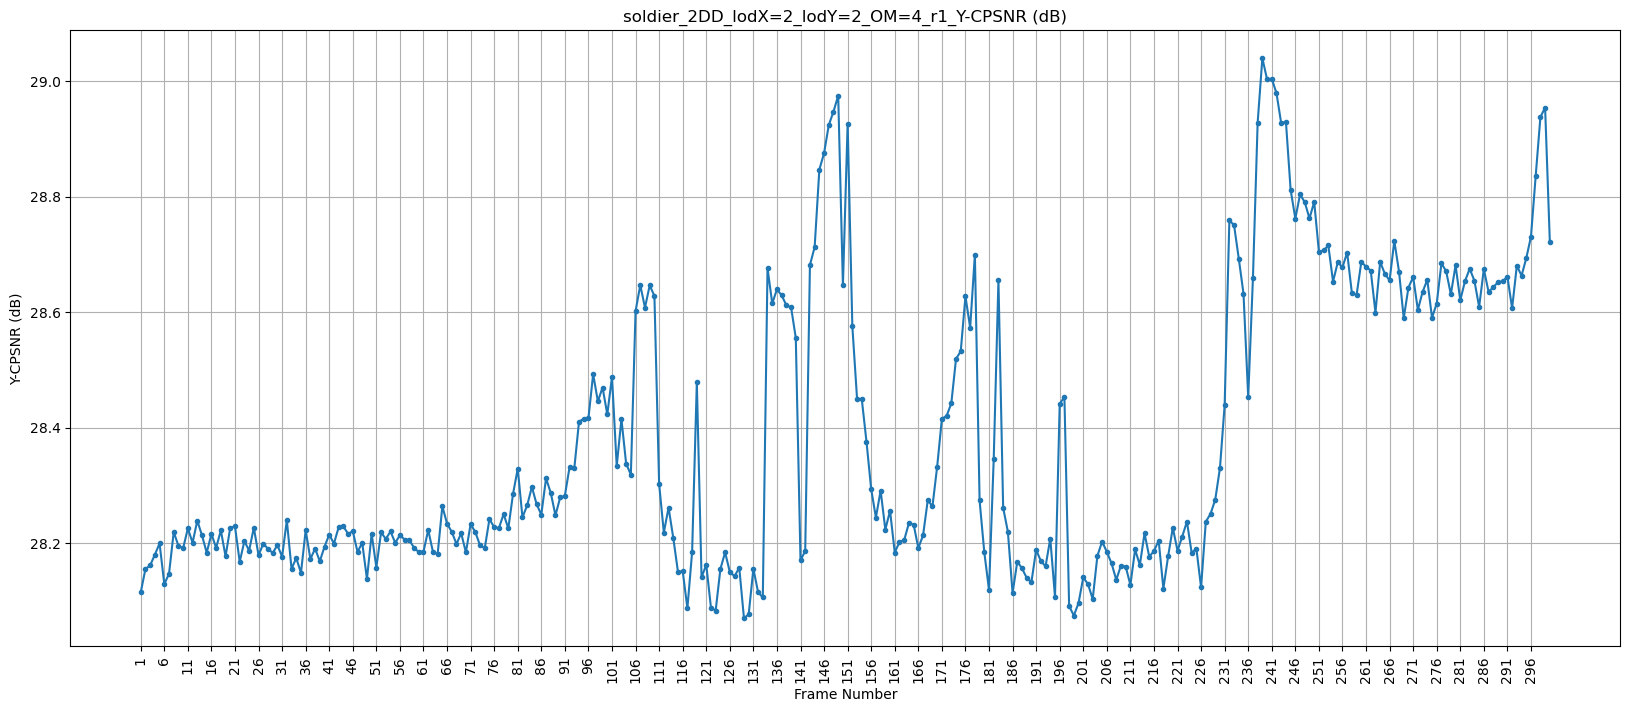 soldier_2DD_lodX=2_lodY=2_OM=4_r1_Y-CPSNR (dB)
Y-CPSNR (dB)
29.0
28.8
28.6
28.4
28.2
1 6 11 16 21 26 31 36 41 46 51 56 61 66 71 76 81 86 91 96 101 106 111 116 121 126 131 136 141 146 151 156 161 166 171 176 181 186 191 196 201 206 211 216 221 226 231 236 241 246 251 256 261 266 271 276 281 286 291 296
Frame Number